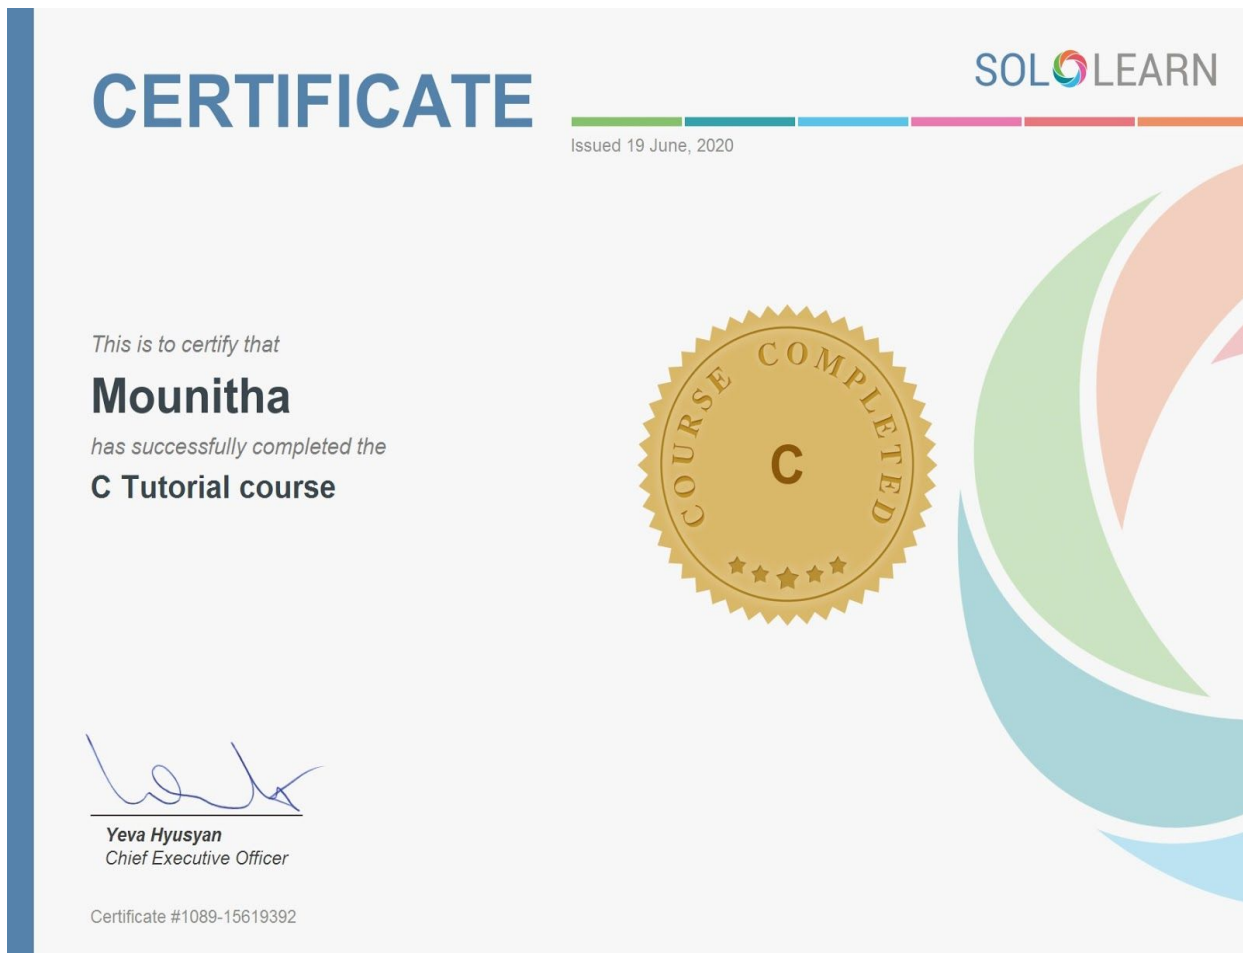 CERTIFICATE
SOLOLEARN
Issued 19 June, 2020
This is to certify that
Mounitha
has successfully completed the
C Tutorial course
COURSE COMPLETED
C
Yeva Hyusyan
Chief Executive Officer
Certificate #1089-15619392